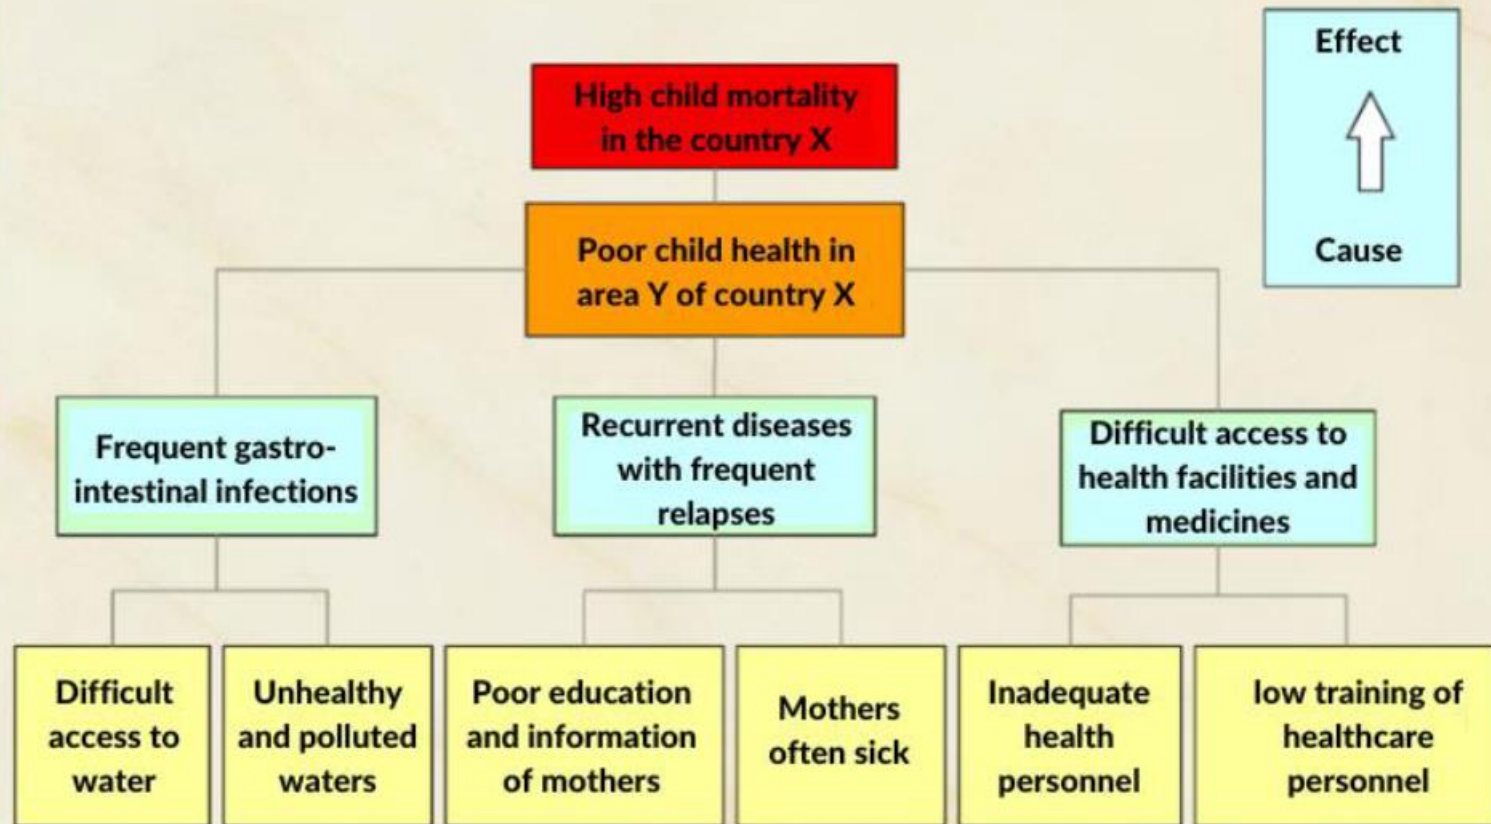 Effect
Cause
High child mortality
in the country X
Poor child health in
area Y of country X
Frequent gastro-
intestinal infections
Recurrent diseases
with frequent
relapses
Difficult access to
health facilities and
medicines
Difficult
access to
water
Unhealthy
and polluted
waters
Poor education
and information
of mothers
Mothers
often sick
Inadequate
health
personnel
low training of
healthcare
personnel